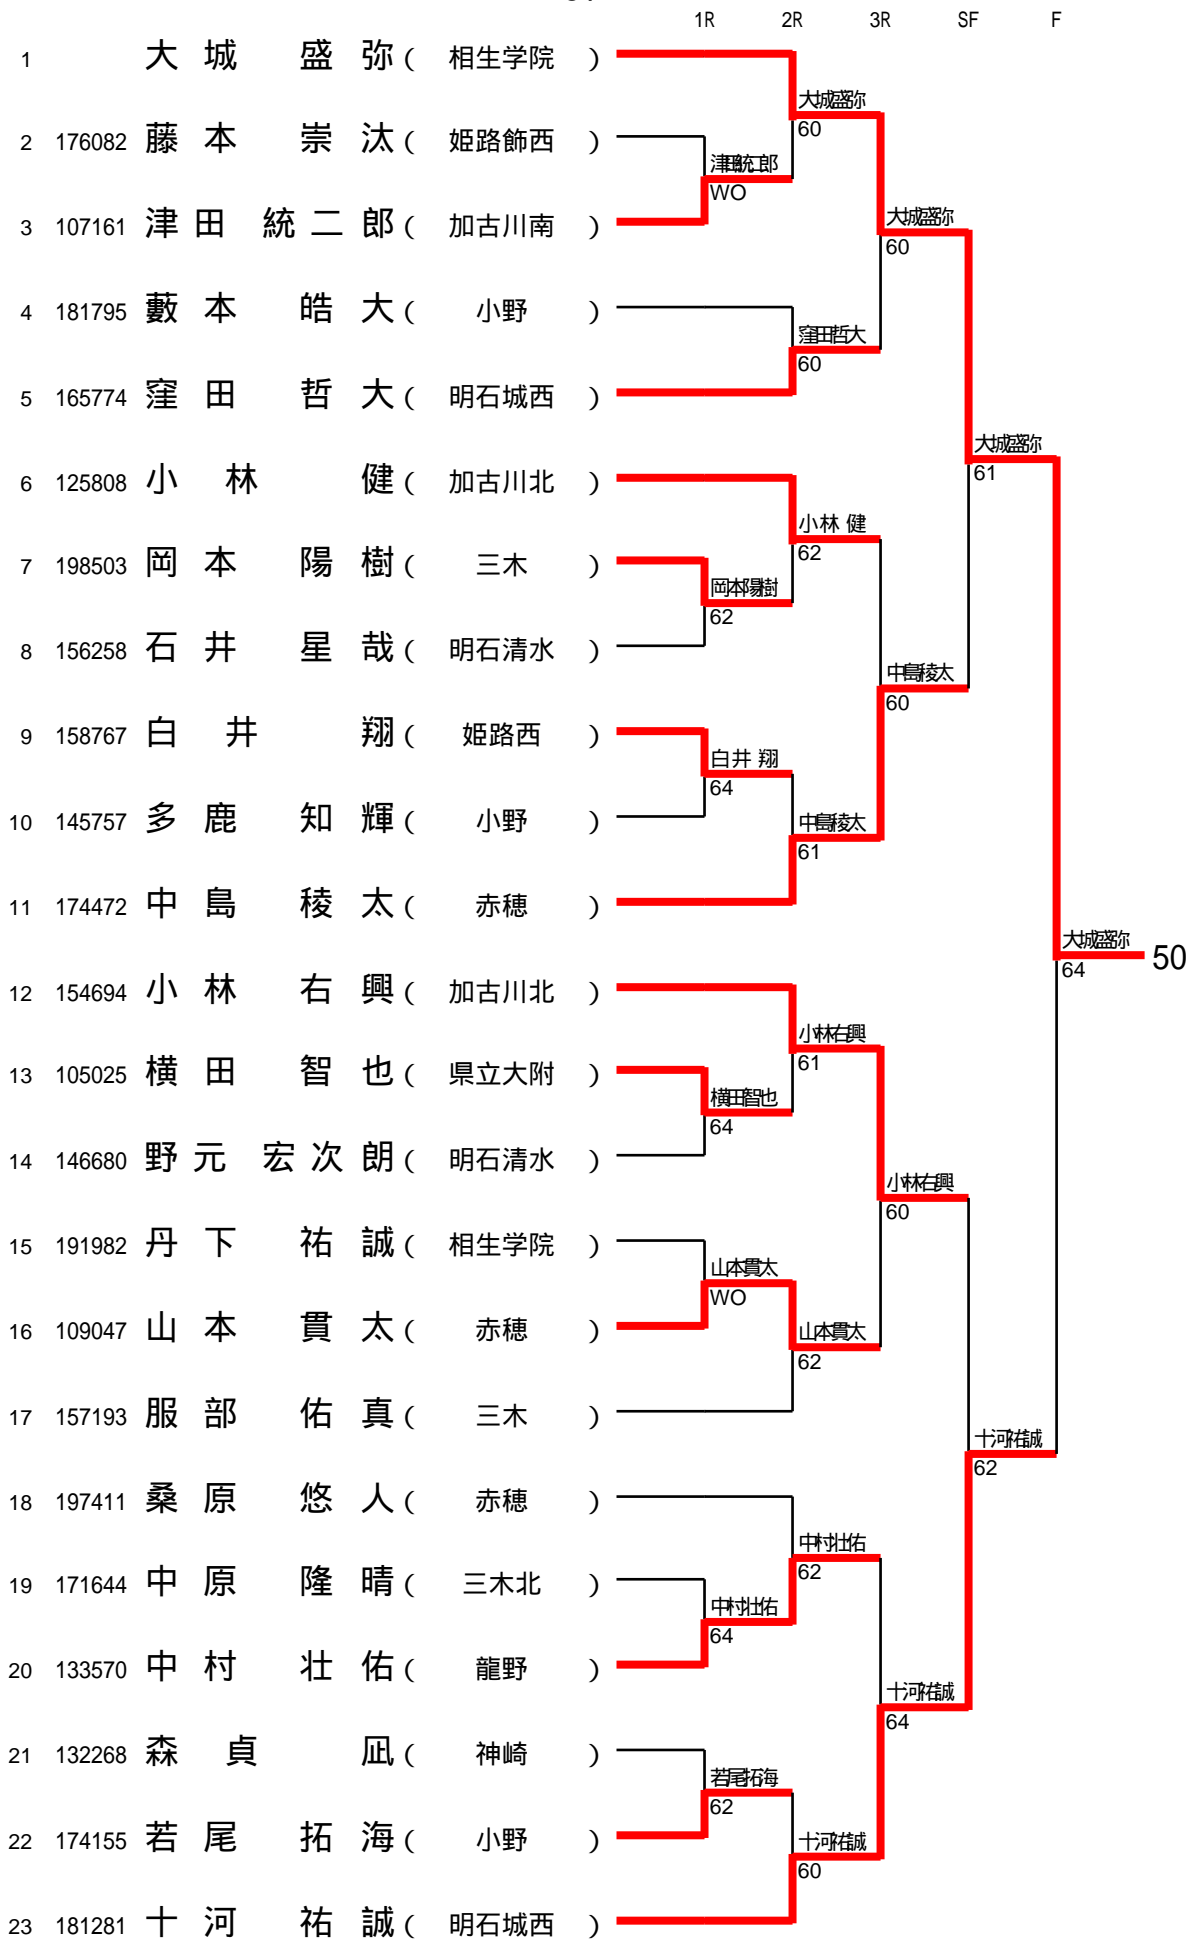 1R 2R 3R SF F
1 大城 盛弥 ( 相生学院 )
大城盛弥
60
2 176082 藤本 崇汰 ( 姫路飾西 )
津田統二郎
WO
3 107161 津田 統二郎 ( 加古川南 )
大城盛弥
60
4 181795 藪本 皓大 ( 小野 )
窪田哲大
60
5 165774 窪田 哲大 ( 明石城西 )
大城盛弥
61
6 125808 小林 健 ( 加古川北 )
小林 健
62
7 198503 岡本 陽樹 ( 三木 )
岡本陽樹
62
8 156258 石井 星哉 ( 明石清水 )
中島稜太
60
9 158767 白井 翔 ( 姫路西 )
白井 翔
64
10 145757 多鹿 知輝 ( 小野 )
中島稜太
61
11 174472 中島 稜太 ( 赤穂 )
大城盛弥
64
50
12 154694 小林 右興 ( 加古川北 )
小林右興
61
13 105025 横田 智也 ( 県立大附 )
横田智也
64
14 146680 野元 宏次朗 ( 明石清水 )
小林右興
60
15 191982 丹下 祐誠 ( 相生学院 )
山本貫太
WO
16 109047 山本 貫太 ( 赤穂 )
山本貫太
62
17 157193 服部 佑真 ( 三木 )
十河祐誠
62
18 197411 桑原 悠人 ( 赤穂 )
中村壮佑
62
19 171644 中原 隆晴 ( 三木北 )
中村壮佑
64
20 133570 中村 壮佑 ( 龍野 )
十河祐誠
64
21 132268 森貞 凪 ( 神崎 )
若尾拓海
62
22 174155 若尾 拓海 ( 小野 )
十河祐誠
60
23 181281 十河 祐誠 ( 明石城西 )